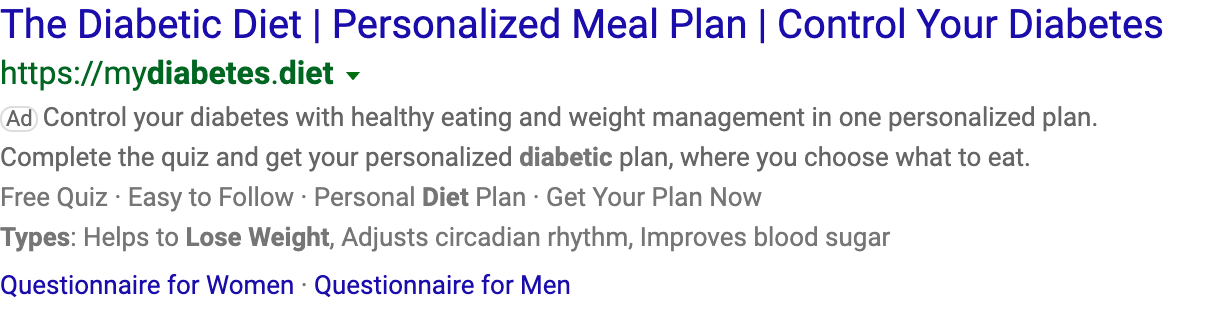 The Diabetic Diet | Personalized Meal Plan | Control Your Diabetes
https://mydiabetes.diet
Ad Control your diabetes with healthy eating and weight management in one personalized plan.
Complete the quiz and get your personalized diabetic plan, where you choose what to eat.
Free Quiz · Easy to Follow · Personal Diet Plan · Get Your Plan Now
Types: Helps to Lose Weight, Adjusts circadian rhythm, Improves blood sugar
Questionnaire for Women · Questionnaire for Men